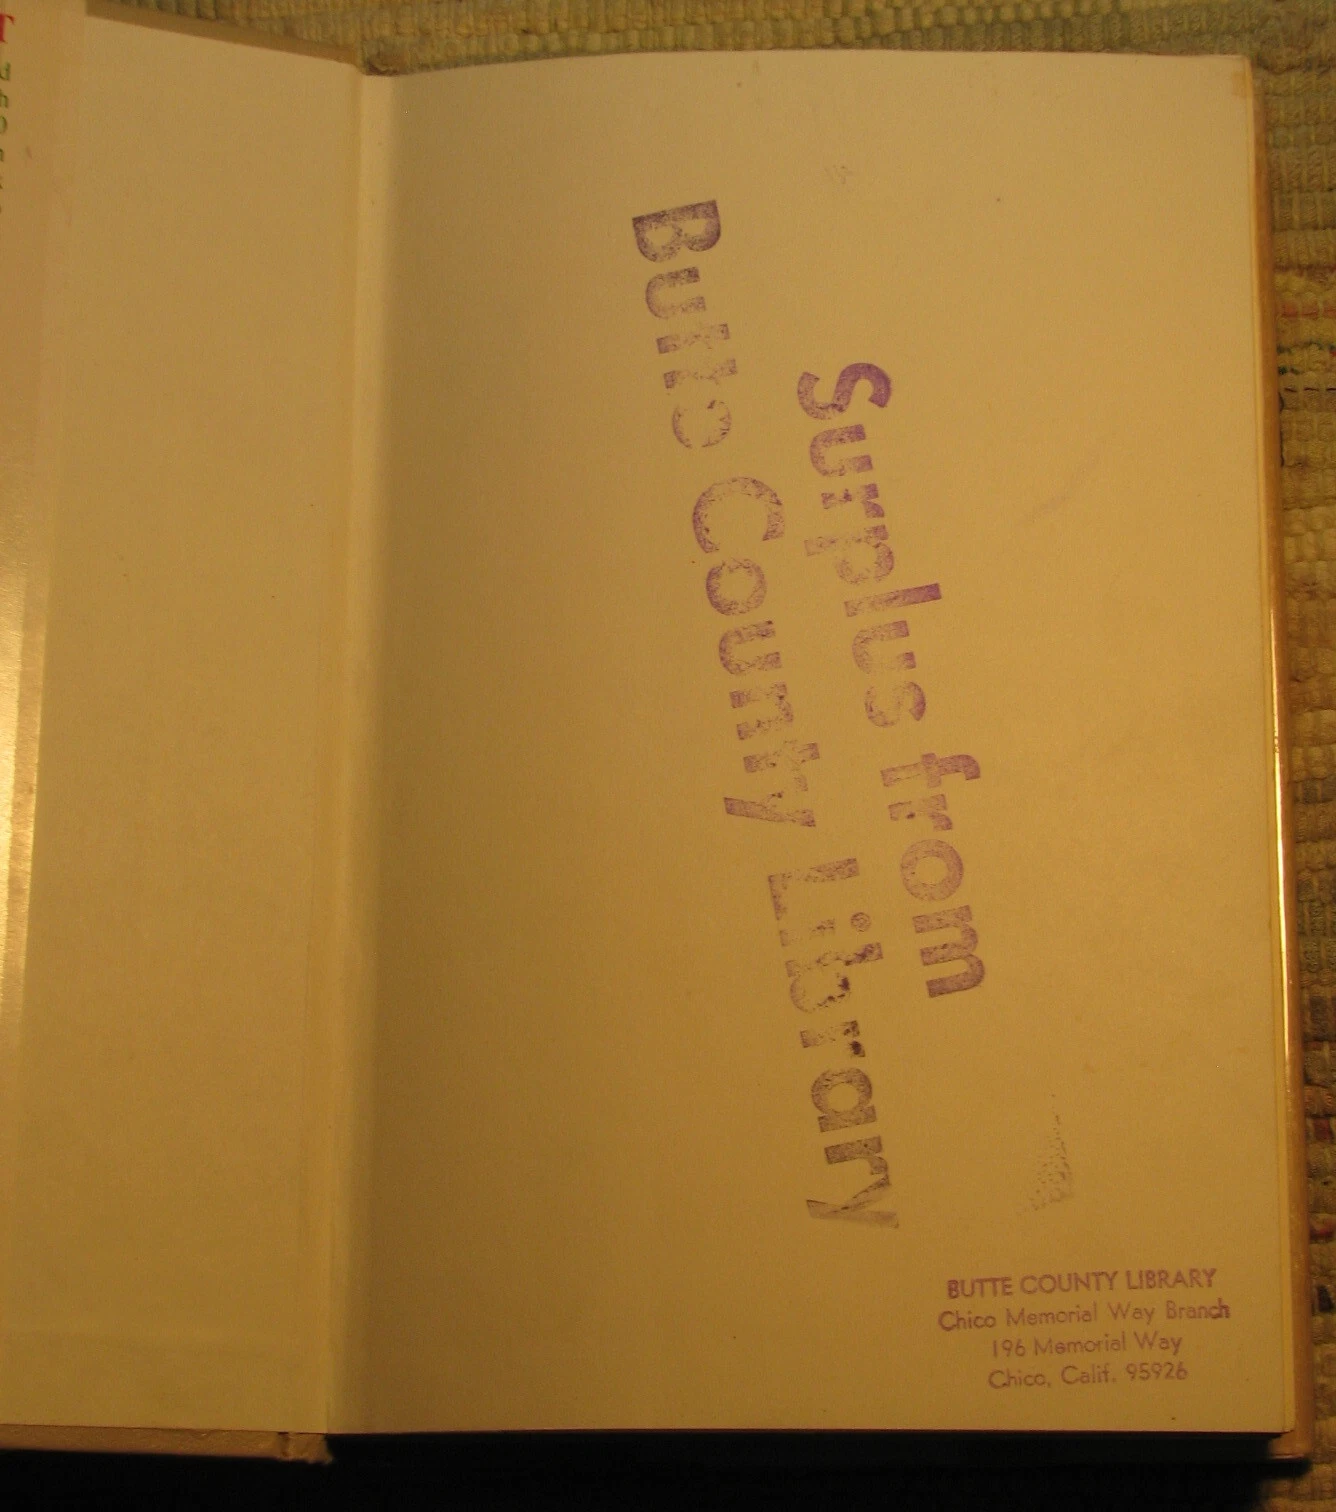 Surplus from
Butte County Library
BUTTE COUNTY LIBRARY
Chico Memorial Way Branch
196 Memorial Way
Chico, Calif. 95926